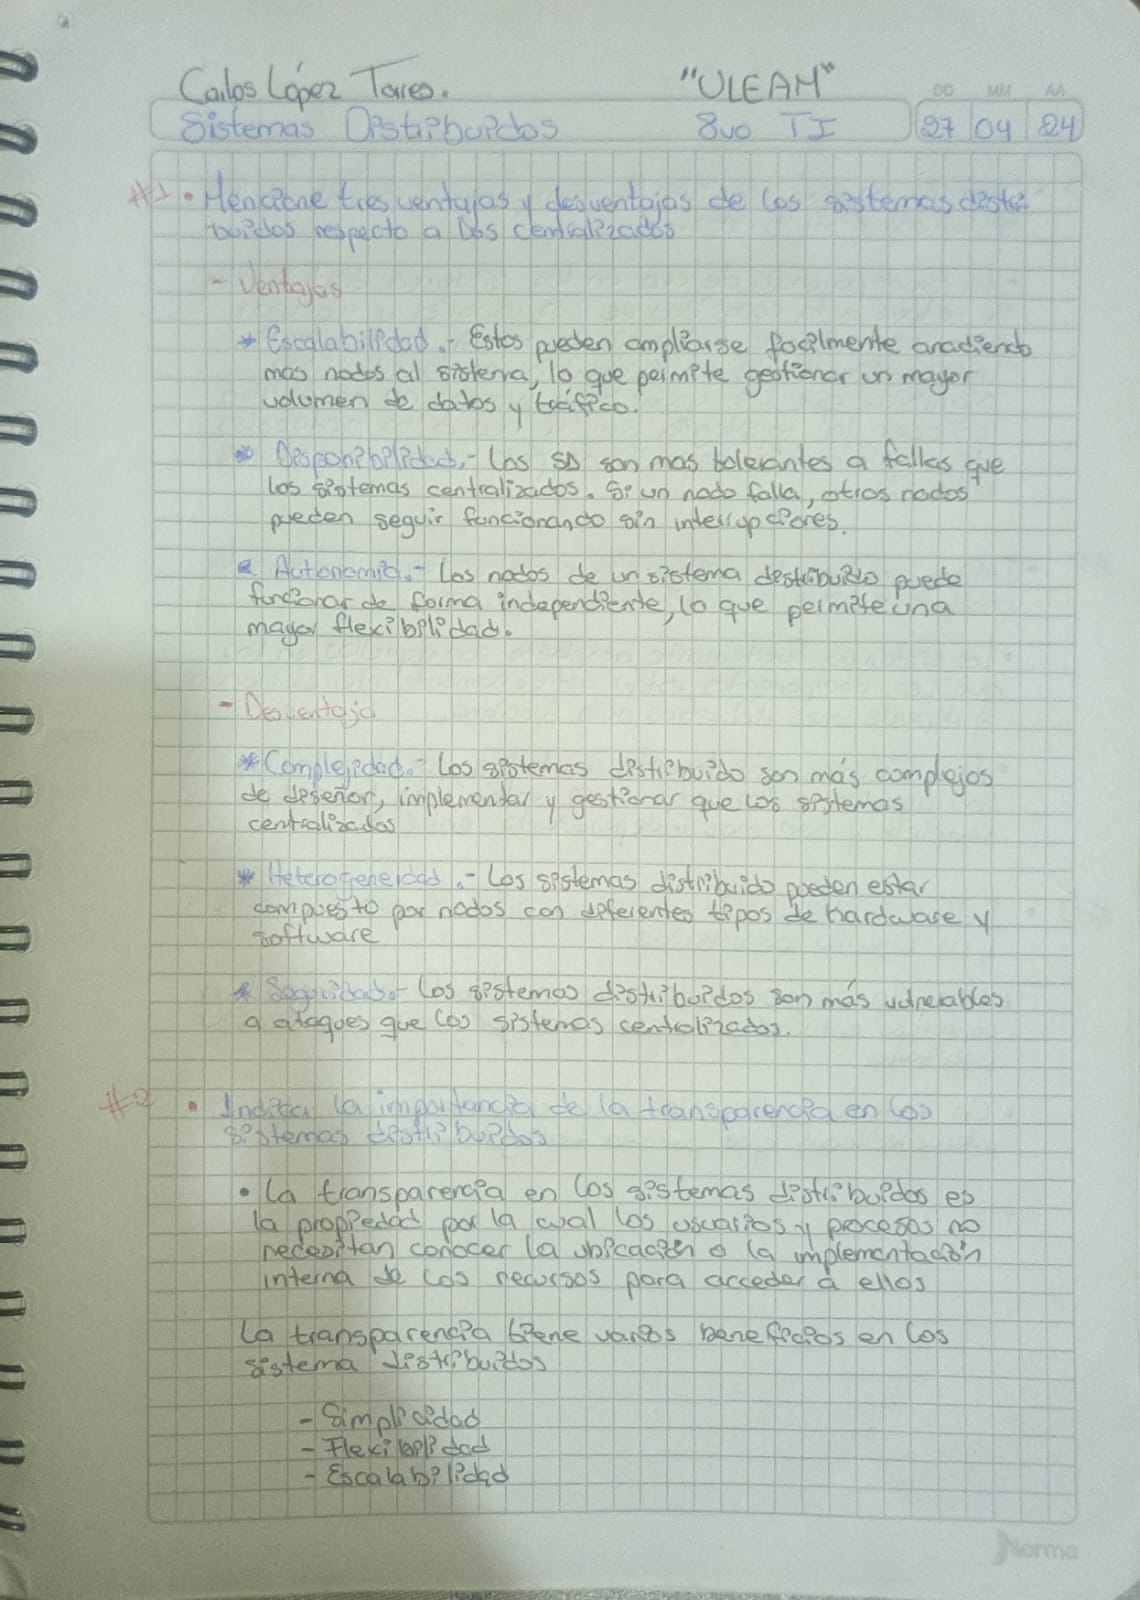 Carlos López Torres. "ULEAM"
DD MM AA
Sistemas Distribuidos 8vo TI 27 04 24
#1 • Mencione tres ventajas y desventajas de los sistemas distri
buidos respecto a los centralizados
- Ventajas
* Escalabilidad.- Estos pueden ampliarse facilmente anadiendo
mas nodos al sistema, lo que permite gestionar un mayor
volumen de datos y tráfico.
* Disponibilidad.- Los SD son mas tolerantes a fallas que
los sistemas centralizados. Si un nodo falla, otros nodos
pueden seguir funcionando sin interrupciones.
* Autonomia.- Los nodos de un sistema distribuido puede
funcionar de forma independiente, lo que permite una
mayor flexibilidad.
- Desventaja
* Complejidad.- Los sistemas distribuido son más complejos
de diseñar, implementar y gestionar que los sistemas
centralizados
* Heterogeneidad.- Los sistemas distribuido pueden estar
compuesto por nodos con diferentes tipos de hardware y
software
* Seguridad.- Los sistemas distribuidos son más vulnerables
a ataques que los sistemas centralizados.
#2 • Indica la importancia de la transparencia en los
sistemas distribuidos
• La transparencia en los sistemas distribuidos es
la propiedad por la cual los usuarios y procesos no
necesitan conocer la ubicación o la implementación
interna de los recursos para acceder a ellos
La transparencia tiene varios beneficios en los
sistema distribuidos
- Simplicidad
- Flexibilidad
- Escalabilidad
Norma